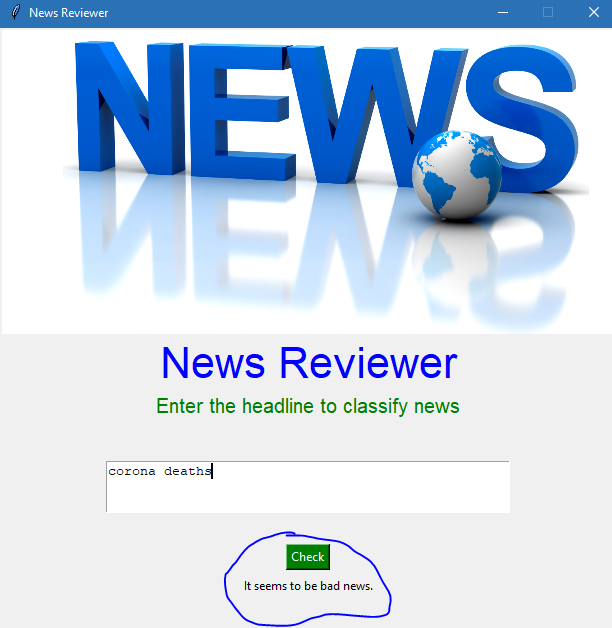 News Reviewer
NEWS
News Reviewer
Enter the headline to classify news
corona deaths
Check
It seems to be bad news.